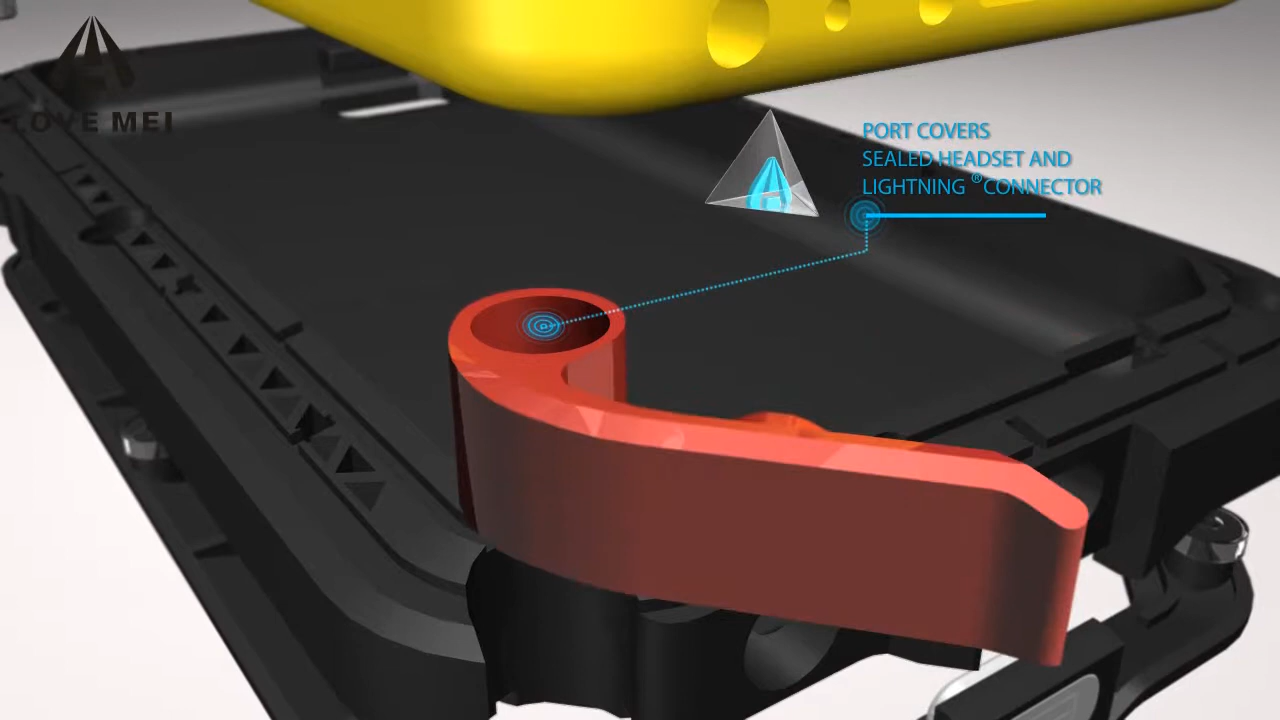 LOVE MEI
PORT COVERS
SEALED HEADSET AND
LIGHTNING ®CONNECTOR